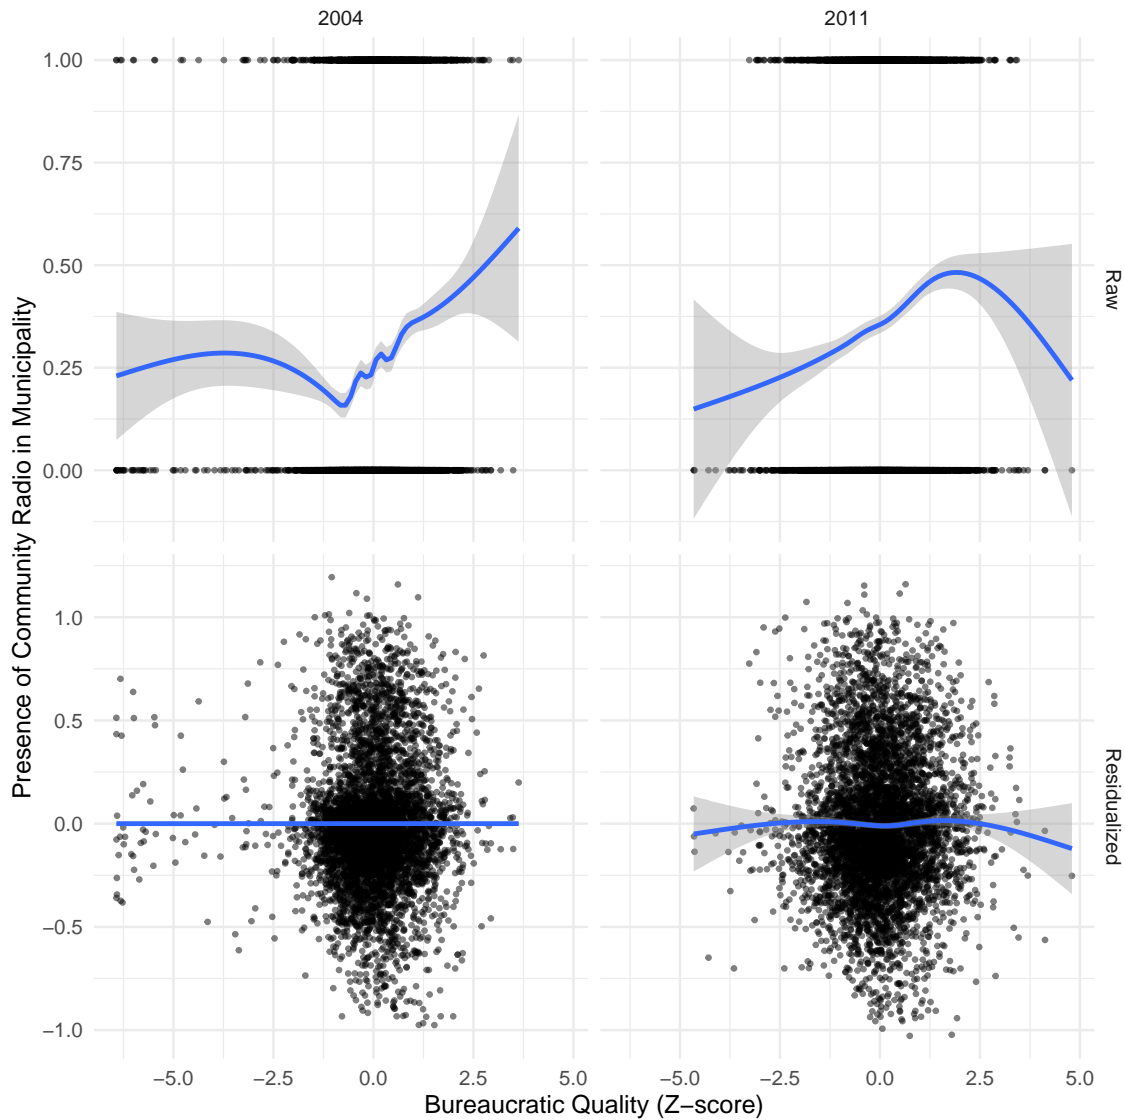 2004
2011
1.00
0.75
0.50
0.25
0.00
Raw
1.0
0.5
0.0
−0.5
−1.0
Residualized
Presence of Community Radio in Municipality
−5.0 −2.5 0.0 2.5 5.0
−5.0 −2.5 0.0 2.5 5.0
Bureaucratic Quality (Z−score)